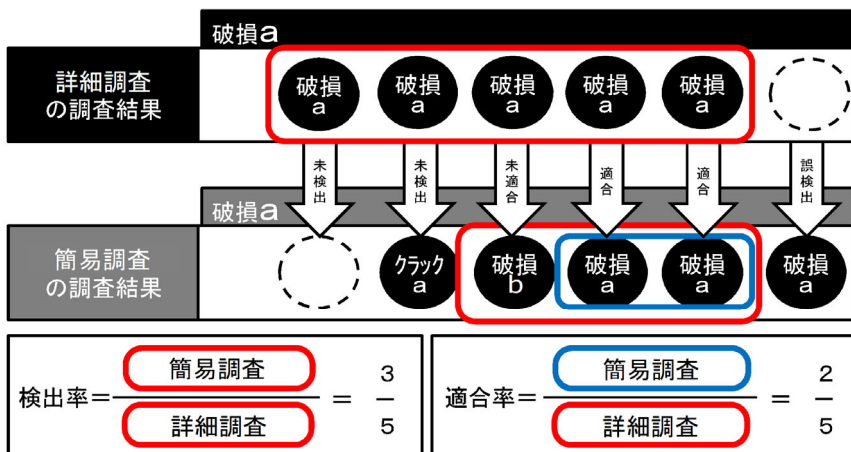 破損a
詳細調査
の調査結果
破損
a
破損
a
破損
a
破損
a
破損
a
未検出
未検出
未適合
適合
適合
誤検出
破損a
簡易調査
の調査結果
クラック
a
破損
b
破損
a
破損
a
破損
a
検出率=簡易調査/詳細調査=3/5
適合率=簡易調査/詳細調査=2/5